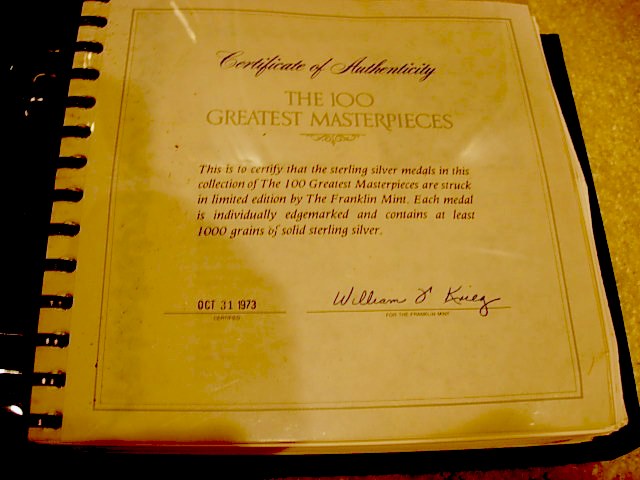 Certificate of Authenticity
THE 100
GREATEST MASTERPIECES
This is to certify that the sterling silver medals in this
collection of The 100 Greatest Masterpieces are struck
in limited edition by The Franklin Mint. Each medal
is individually edgemarked and contains at least
1000 grains of solid sterling silver.
OCT 31 1973
William F Krieg
CERTIFIED
FOR THE FRANKLIN MINT